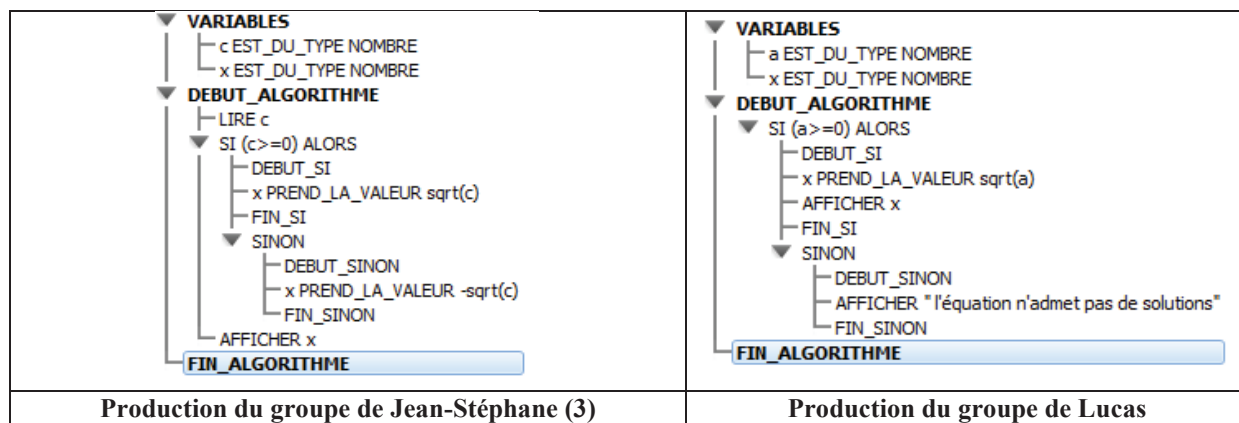 VARIABLES
c EST_DU_TYPE NOMBRE
x EST_DU_TYPE NOMBRE
DEBUT_ALGORITHME
LIRE c
SI (c>=0) ALORS
DEBUT_SI
x PREND_LA_VALEUR sqrt(c)
FIN_SI
SINON
DEBUT_SINON
x PREND_LA_VALEUR -sqrt(c)
FIN_SINON
AFFICHER x
FIN_ALGORITHME
Production du groupe de Jean-Stéphane (3)
VARIABLES
a EST_DU_TYPE NOMBRE
x EST_DU_TYPE NOMBRE
DEBUT_ALGORITHME
SI (a>=0) ALORS
DEBUT_SI
x PREND_LA_VALEUR sqrt(a)
AFFICHER x
FIN_SI
SINON
DEBUT_SINON
AFFICHER " l'équation n'admet pas de solutions"
FIN_SINON
FIN_ALGORITHME
Production du groupe de Lucas